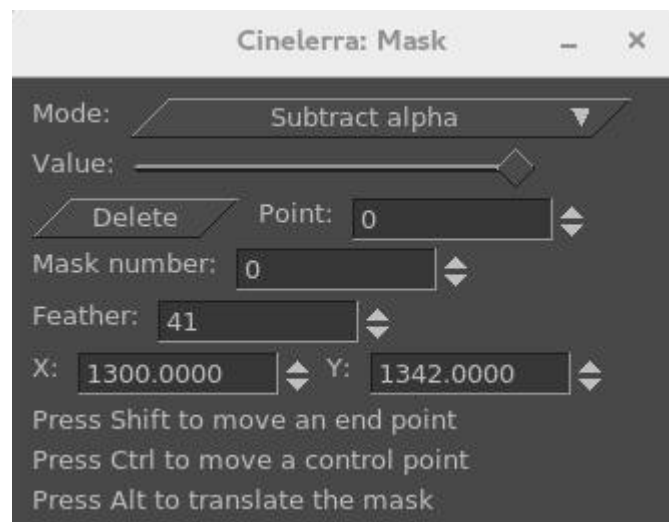 Cinelerra: Mask
Mode: Subtract alpha
Value:
Delete Point: 0
Mask number: 0
Feather: 41
X: 1300.0000 Y: 1342.0000
Press Shift to move an end point
Press Ctrl to move a control point
Press Alt to translate the mask